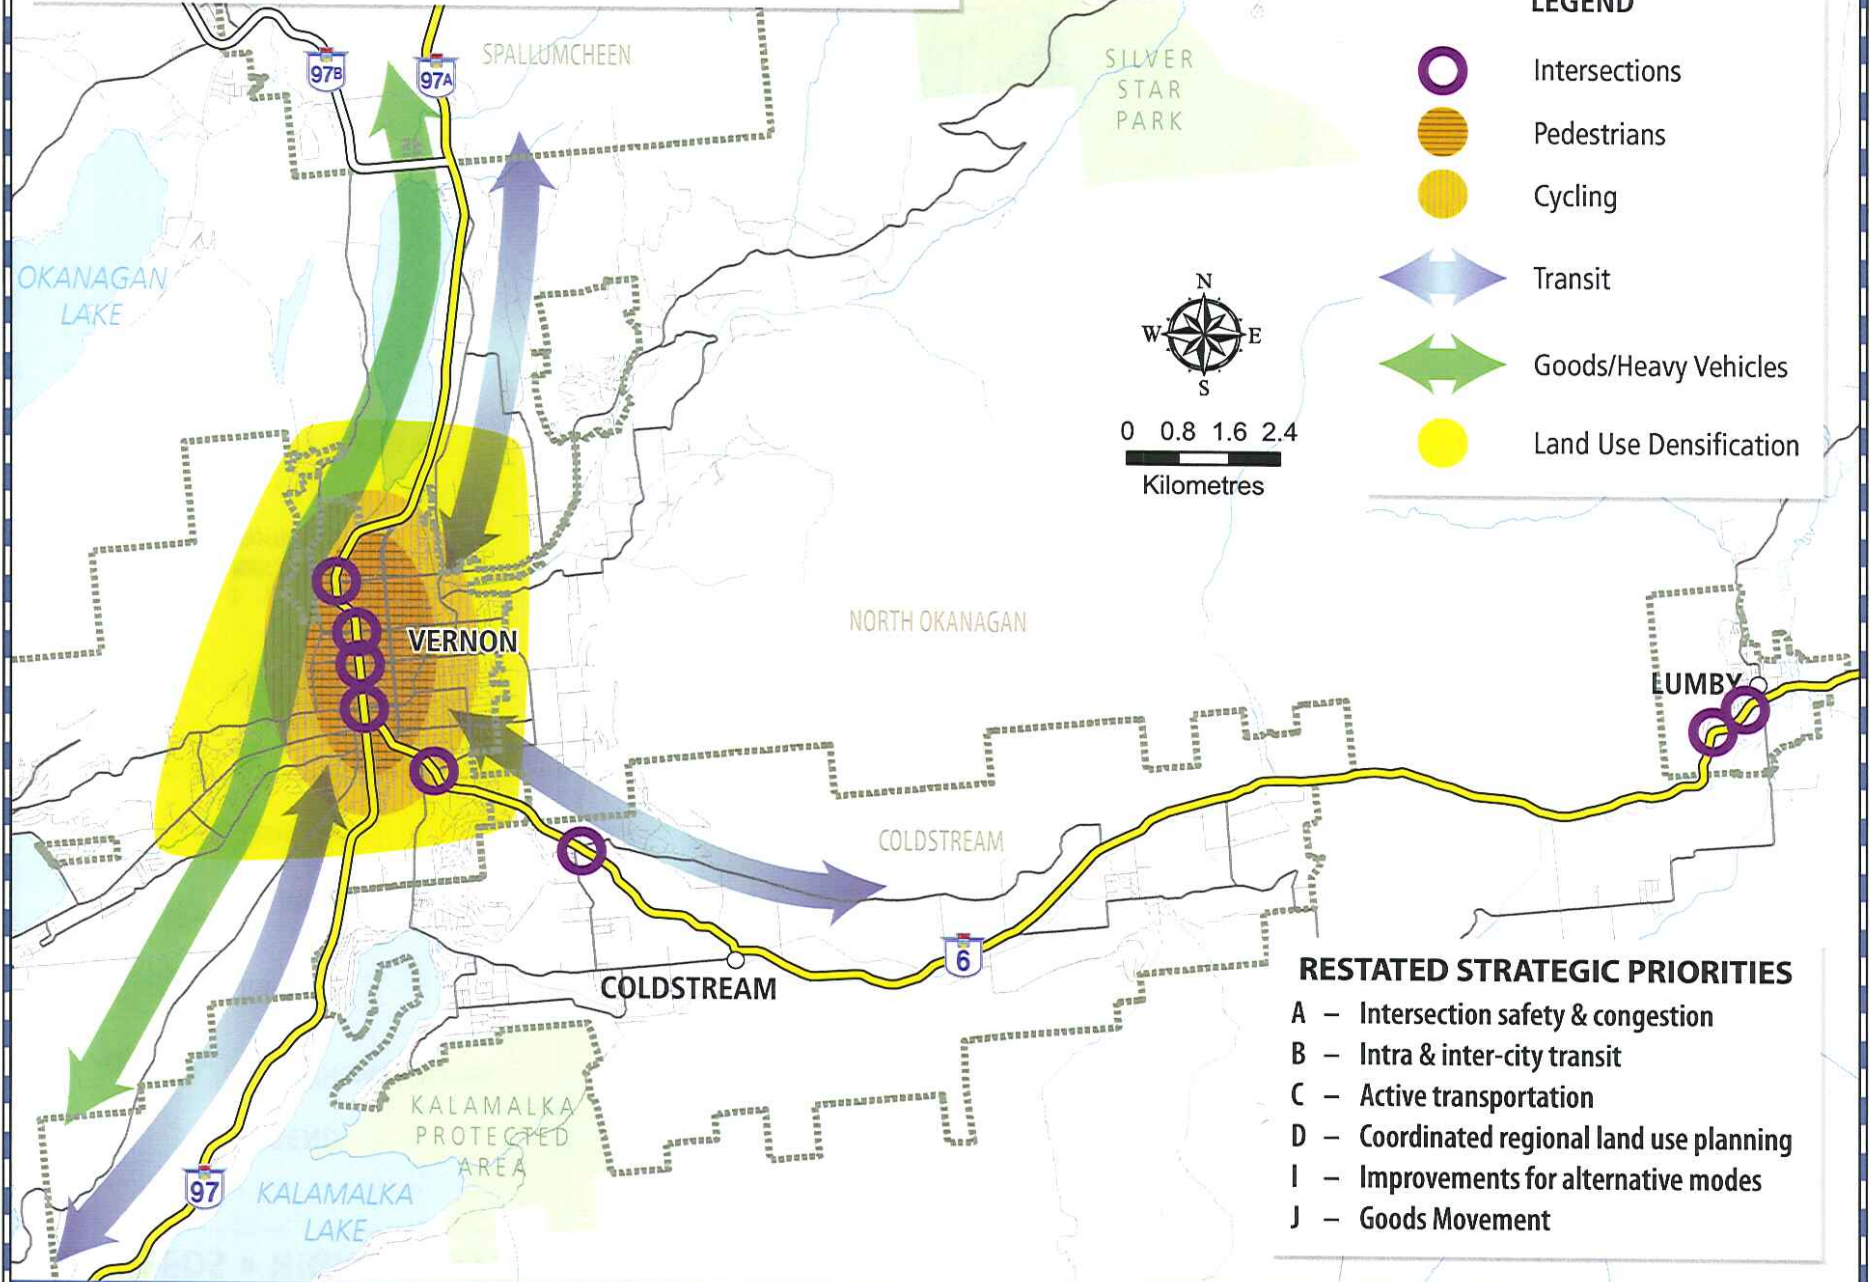 LEGEND
Intersections
Pedestrians
Cycling
Transit
Goods/Heavy Vehicles
Land Use Densification
97B
97A
SPALLUMCHEEN
SILVER
STAR
PARK
OKANAGAN
LAKE
N
W E
S
0 0.8 1.6 2.4
Kilometres
VERNON
NORTH OKANAGAN
LUMBY
COLDSTREAM
6
COLDSTREAM
KALAMALKA
PROTECTED
AREA
97
KALAMALKA
LAKE
RESTATED STRATEGIC PRIORITIES
A – Intersection safety & congestion
B – Intra & inter-city transit
C – Active transportation
D – Coordinated regional land use planning
I – Improvements for alternative modes
J – Goods Movement